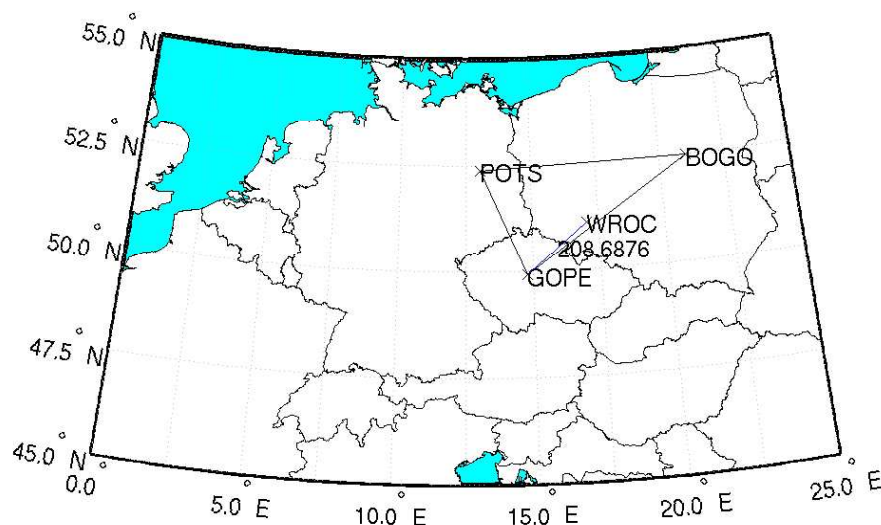 55.0° N
52.5° N
50.0° N
47.5° N
45.0° N
0.0° E
5.0° E
10.0° E
15.0° E
20.0° E
25.0° E
POTS
BOGO
WROC
208.6876
GOPE